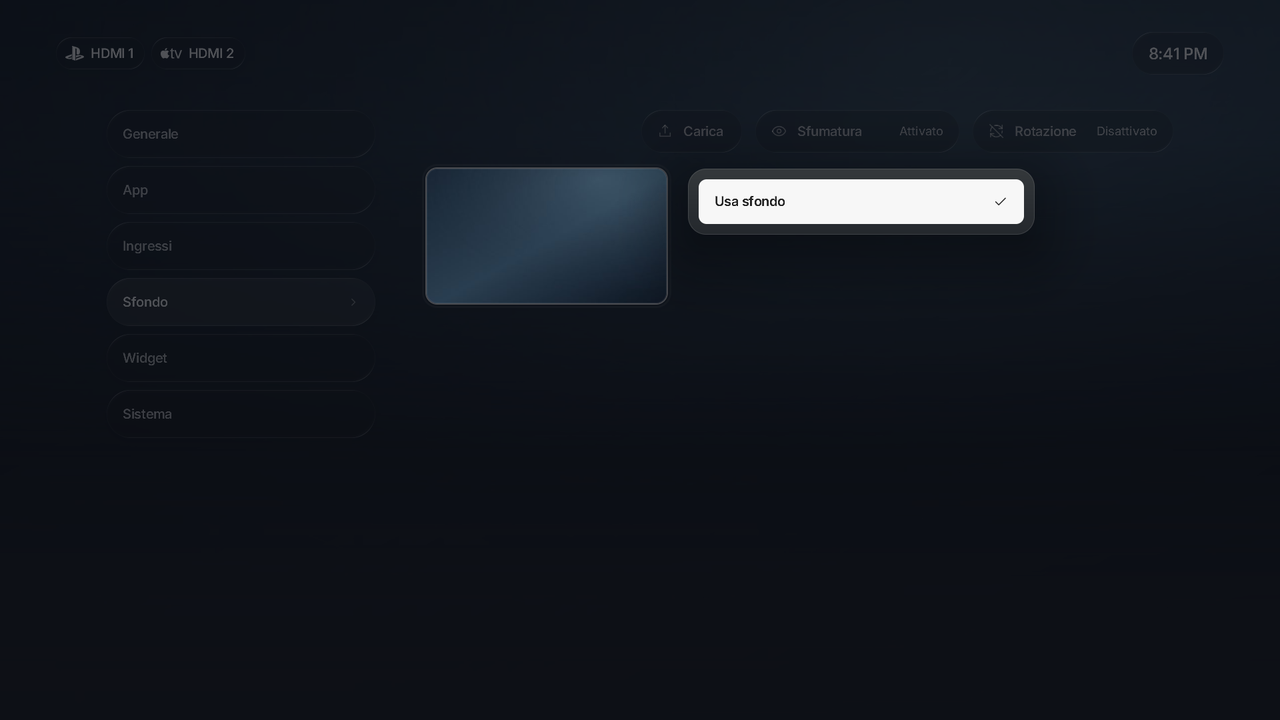 HDMI 1
tv HDMI 2
8:41 PM
Generale
App
Ingressi
Sfondo
Widget
Sistema
Carica
Sfumatura Attivato
Rotazione Disattivato
Usa sfondo